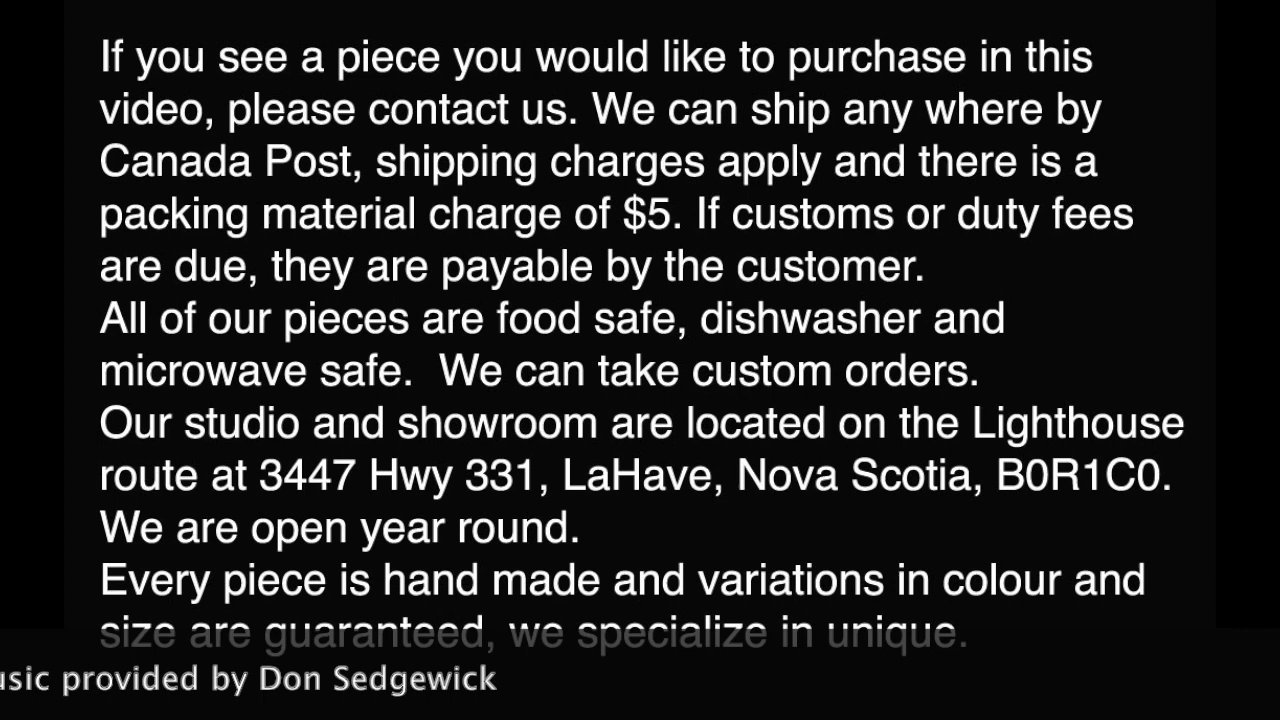 If you see a piece you would like to purchase in this
video, please contact us. We can ship any where by
Canada Post, shipping charges apply and there is a
packing material charge of $5. If customs or duty fees
are due, they are payable by the customer.
All of our pieces are food safe, dishwasher and
microwave safe.  We can take custom orders.
Our studio and showroom are located on the Lighthouse
route at 3447 Hwy 331, LaHave, Nova Scotia, B0R1C0.
We are open year round.
Every piece is hand made and variations in colour and
size are guaranteed, we specialize in unique.
usic provided by Don Sedgewick